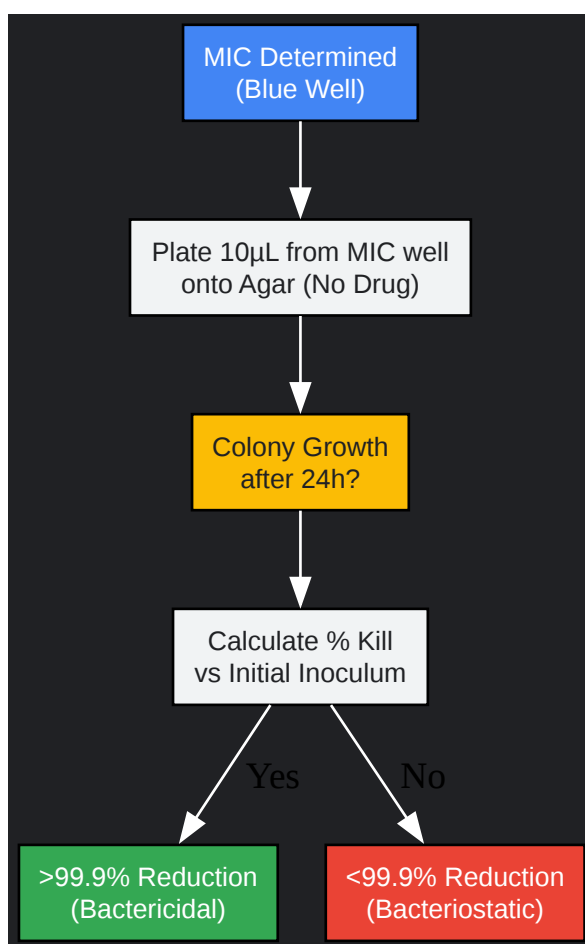 MIC Determined
(Blue Well)
Plate 10µL from MIC well
onto Agar (No Drug)
Colony Growth
after 24h?
Calculate % Kill
vs Initial Inoculum
Yes
No
>99.9% Reduction
(Bactericidal)
<99.9% Reduction
(Bacteriostatic)